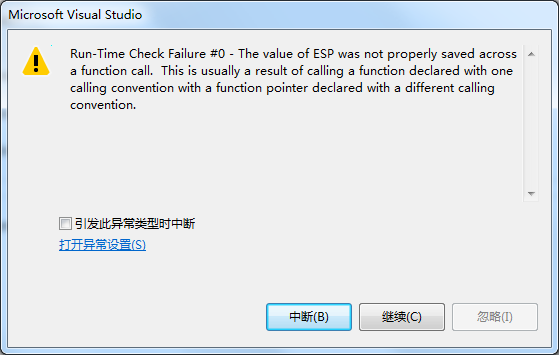 Microsoft Visual Studio
Run-Time Check Failure #0 - The value of ESP was not properly saved across
a function call.  This is usually a result of calling a function declared with one
calling convention with a function pointer declared with a different calling
convention.
引发此异常类型时中断
打开异常设置(S)
中断(B)
继续(C)
忽略(I)